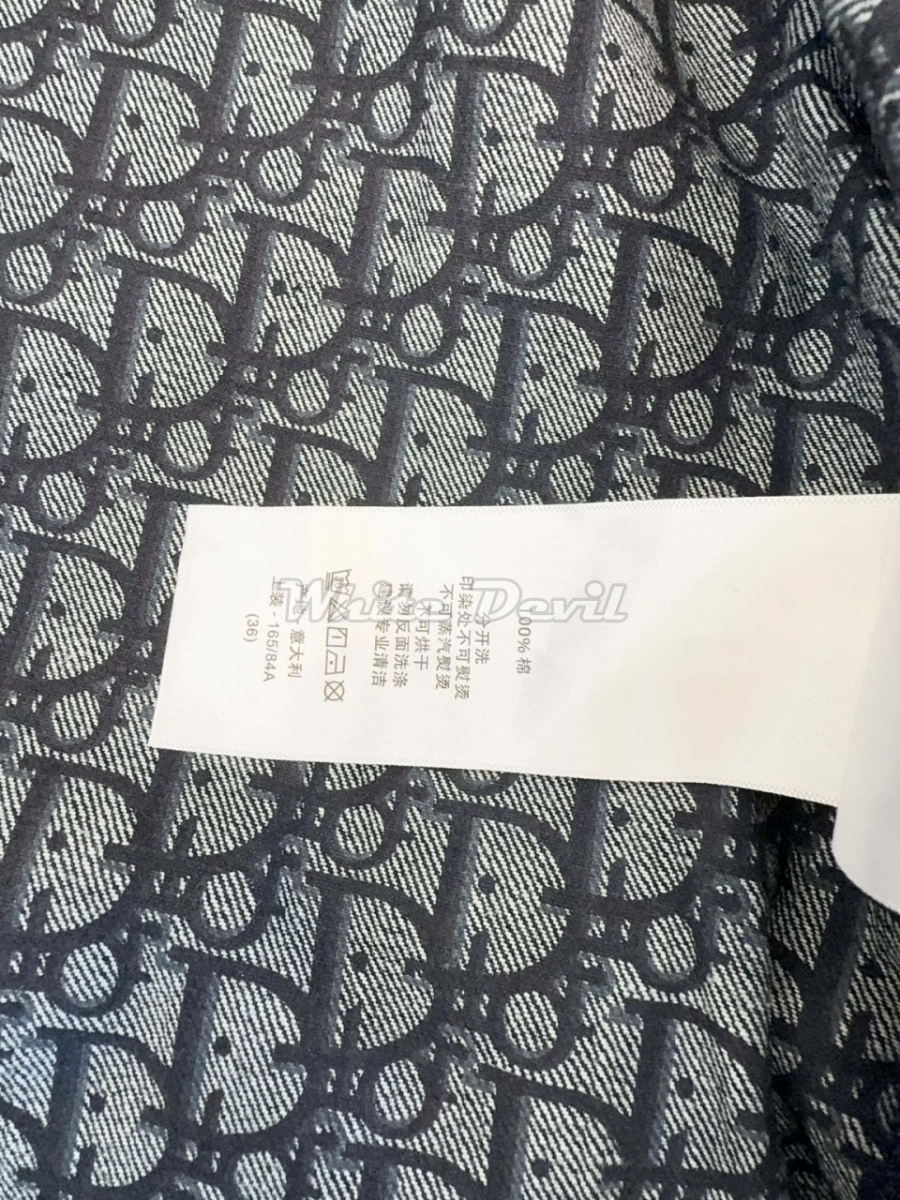 100%棉
分开洗
印染处不可熨烫
不可蒸汽熨烫
不可烘干
请勿反面洗涤
建议专业清洁
产地：意大利
上装 - 165/84A
(36)
White Devil